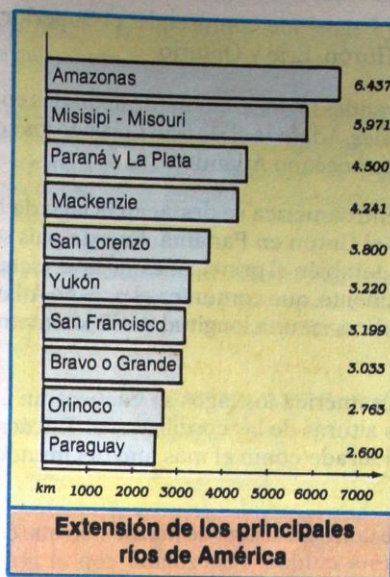 Amazonas 6.437
Misisipi - Misouri 5,971
Paraná y La Plata 4.500
Mackenzie 4.241
San Lorenzo 3.800
Yukón 3.220
San Francisco 3.199
Bravo o Grande 3.033
Orinoco 2.763
Paraguay 2.600
km 1000 2000 3000 4000 5000 6000 7000
Extensión de los principales
ríos de América